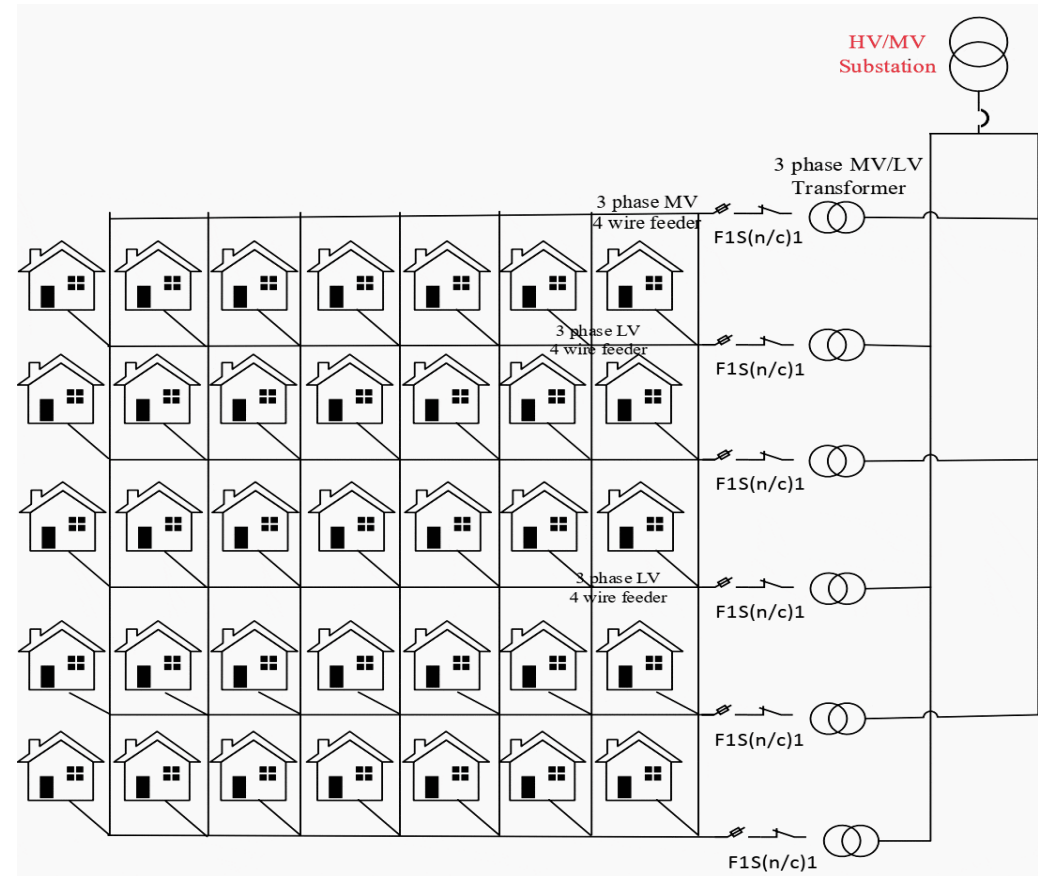 HV/MV
Substation
3 phase MV/LV
Transformer
3 phase MV
4 wire feeder
F1S(n/c)1
3 phase LV
4 wire feeder
F1S(n/c)1
F1S(n/c)1
3 phase LV
4 wire feeder
F1S(n/c)1
F1S(n/c)1
F1S(n/c)1